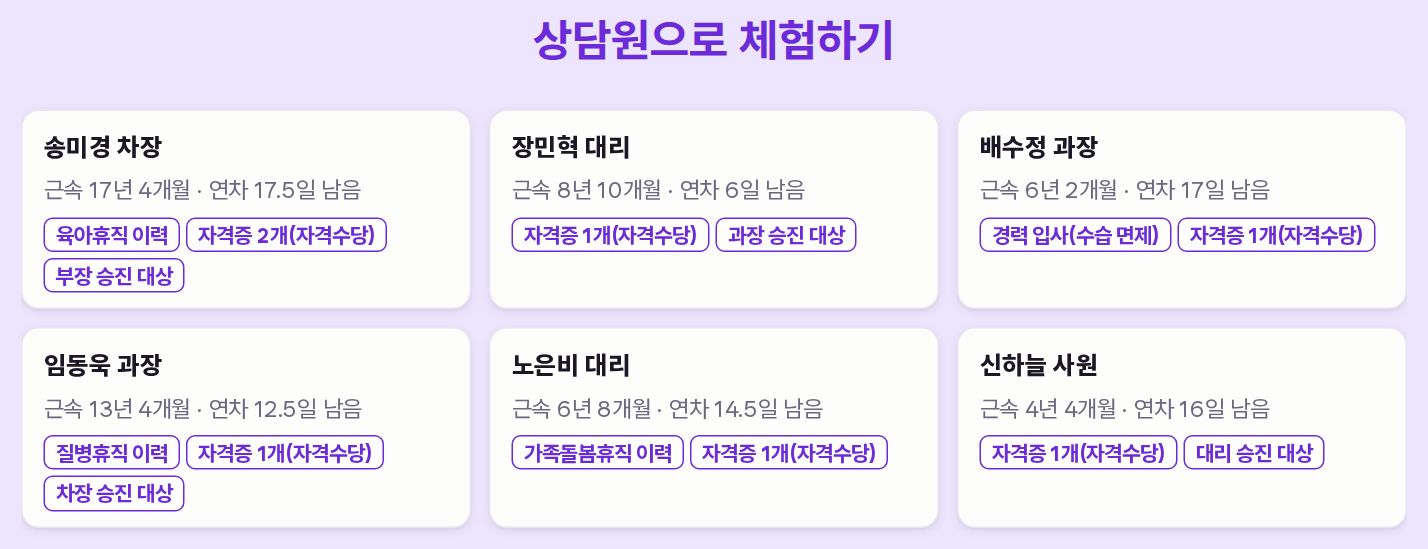 상담원으로 체험하기
송미경 차장
근속 17년 4개월 · 연차 17.5일 남음
육아휴직 이력
자격증 2개(자격수당)
부장 승진 대상
장민혁 대리
근속 8년 10개월 · 연차 6일 남음
자격증 1개(자격수당)
과장 승진 대상
배수정 과장
근속 6년 2개월 · 연차 17일 남음
경력 입사(수습 면제)
자격증 1개(자격수당)
임동욱 과장
근속 13년 4개월 · 연차 12.5일 남음
질병휴직 이력
자격증 1개(자격수당)
차장 승진 대상
노은비 대리
근속 6년 8개월 · 연차 14.5일 남음
가족돌봄휴직 이력
자격증 1개(자격수당)
신하늘 사원
근속 4년 4개월 · 연차 16일 남음
자격증 1개(자격수당)
대리 승진 대상